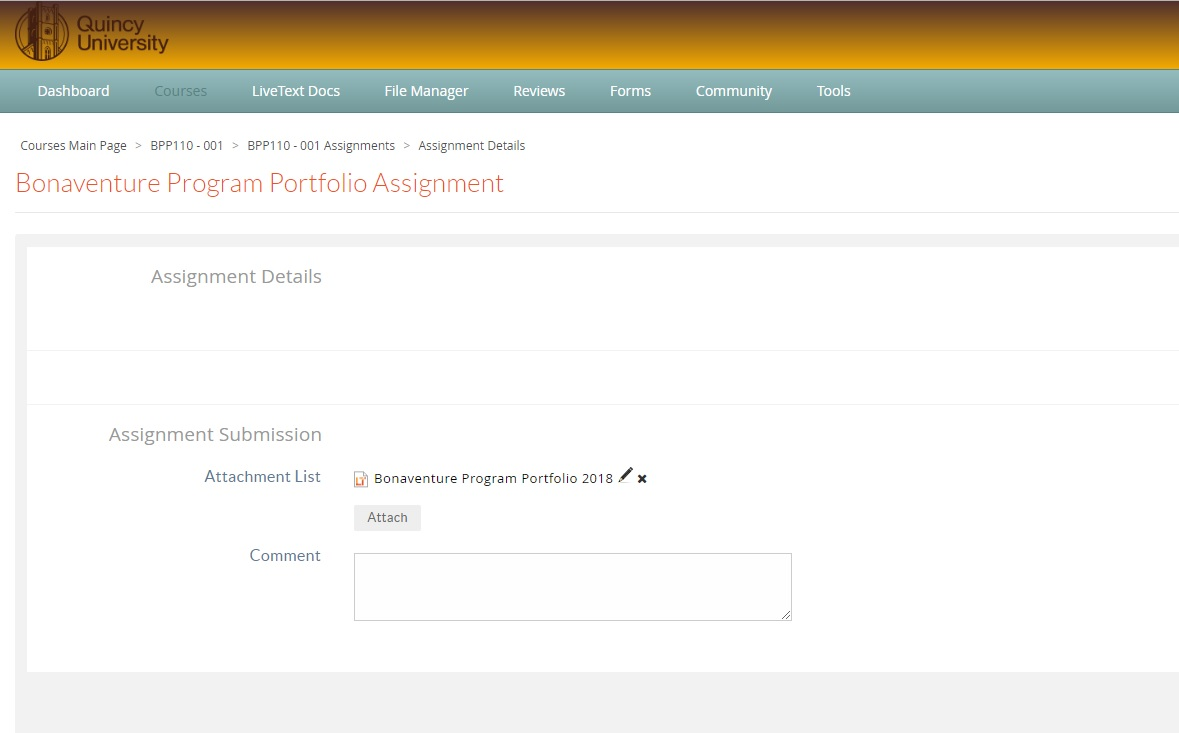 Quincy
University
Dashboard Courses LiveText Docs File Manager Reviews Forms Community Tools
Courses Main Page > BPP110 - 001 > BPP110 - 001 Assignments > Assignment Details
Bonaventure Program Portfolio Assignment
Assignment Details
Assignment Submission
Attachment List Bonaventure Program Portfolio 2018
Attach
Comment